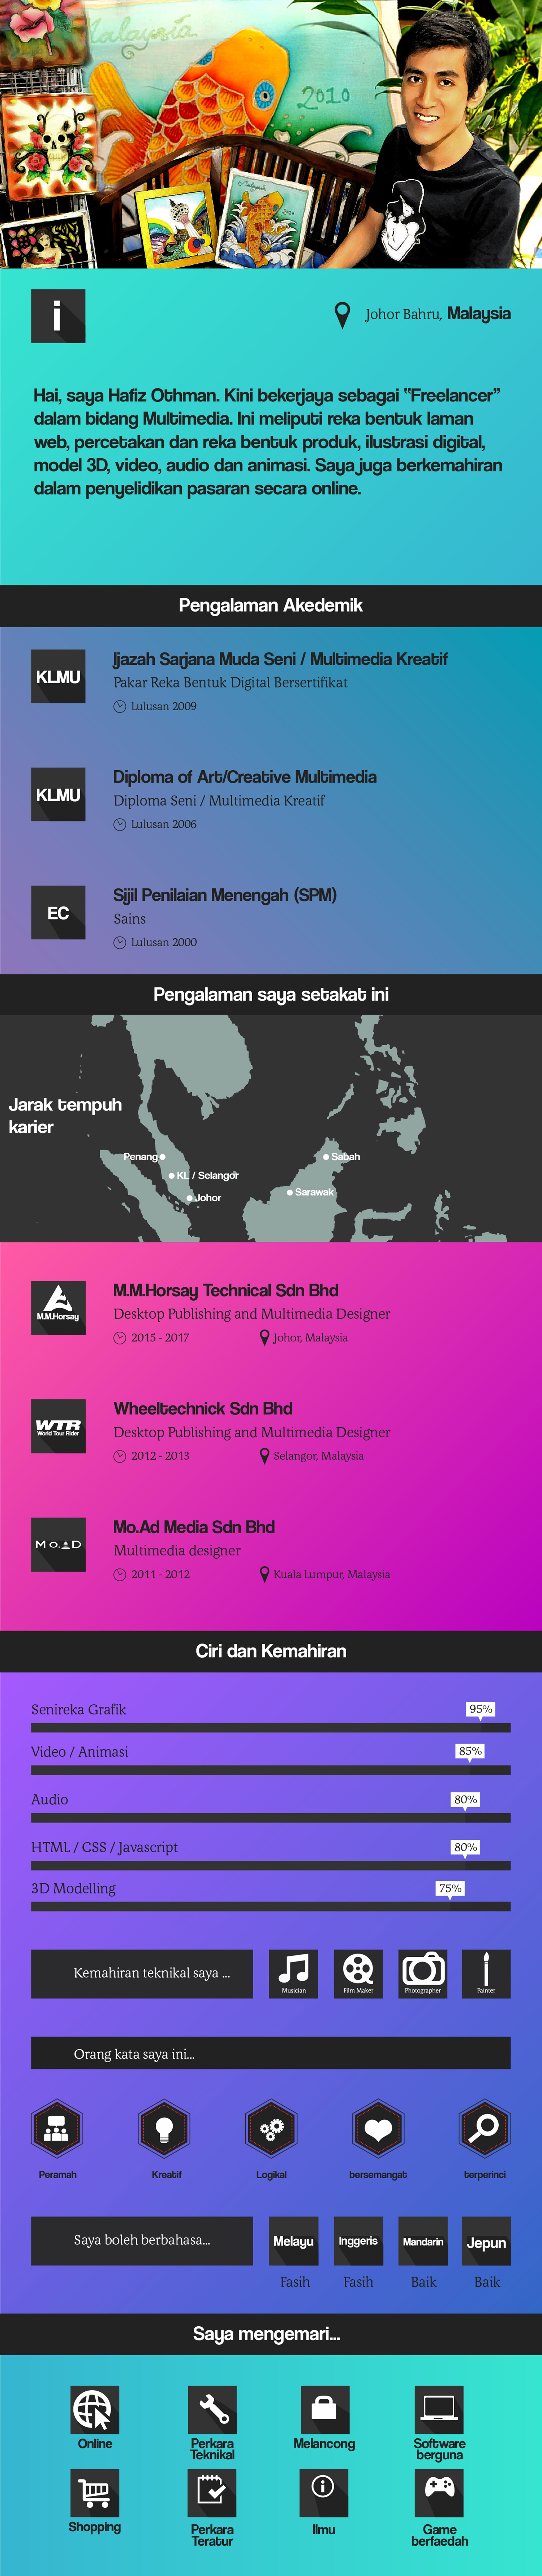 Malaysia
2010
i
Johor Bahru, Malaysia
Hai, saya Hafiz Othman. Kini bekerjaya sebagai “Freelancer”
dalam bidang Multimedia. Ini meliputi reka bentuk laman
web, percetakan dan reka bentuk produk, ilustrasi digital,
model 3D, video, audio dan animasi. Saya juga berkemahiran
dalam penyelidikan pasaran secara online.
Pengalaman Akedemik
KLMU
Ijazah Sarjana Muda Seni / Multimedia Kreatif
Pakar Reka Bentuk Digital Bersertifikat
Lulusan 2009
KLMU
Diploma of Art/Creative Multimedia
Diploma Seni / Multimedia Kreatif
Lulusan 2006
EC
Sijil Penilaian Menengah (SPM)
Sains
Lulusan 2000
Pengalaman saya setakat ini
Jarak tempuh
karier
Penang
Sabah
KL / Selangor
Sarawak
Johor
M.M.Horsay
M.M.Horsay Technical Sdn Bhd
Desktop Publishing and Multimedia Designer
2015 - 2017 Johor, Malaysia
WTR
World Tour Rider
Wheeltechnick Sdn Bhd
Desktop Publishing and Multimedia Designer
2012 - 2013 Selangor, Malaysia
Mo.AD
Mo.Ad Media Sdn Bhd
Multimedia designer
2011 - 2012 Kuala Lumpur, Malaysia
Ciri dan Kemahiran
Senireka Grafik 95%
Video / Animasi 85%
Audio 80%
HTML / CSS / Javascript 80%
3D Modelling 75%
Kemahiran teknikal saya ...
Musician Film Maker Photographer Painter
Orang kata saya ini...
Peramah Kreatif Logikal bersemangat terperinci
Saya boleh berbahasa...
Melayu Inggeris Mandarin Jepun
Fasih Fasih Baik Baik
Saya mengemari...
Online Perkara Melancong Software
Teknikal berguna
Shopping Perkara Ilmu Game
Teratur berfaedah